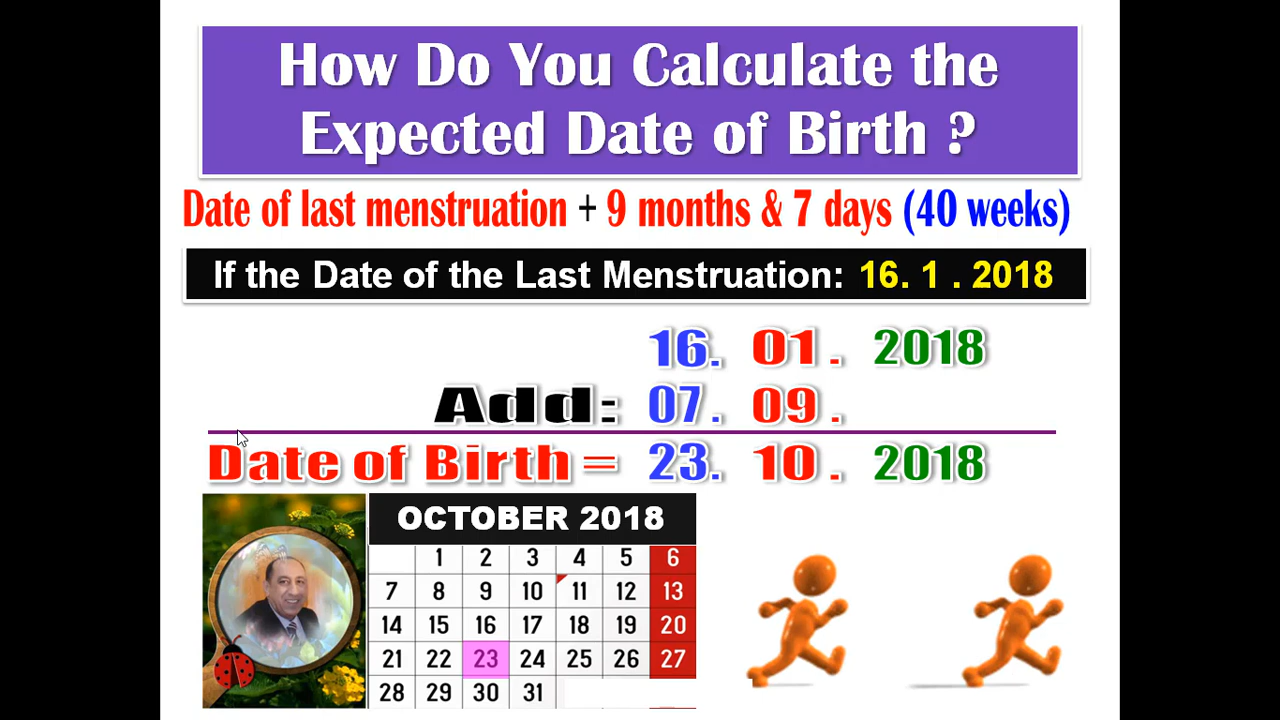 How Do You Calculate the
Expected Date of Birth ?
Date of last menstruation + 9 months & 7 days (40 weeks)
If the Date of the Last Menstruation: 16. 1 . 2018
16. 01 . 2018
Add: 07. 09 .
Date of Birth = 23. 10 . 2018
OCTOBER 2018
1 2 3 4 5 6
7 8 9 10 11 12 13
14 15 16 17 18 19 20
21 22 23 24 25 26 27
28 29 30 31